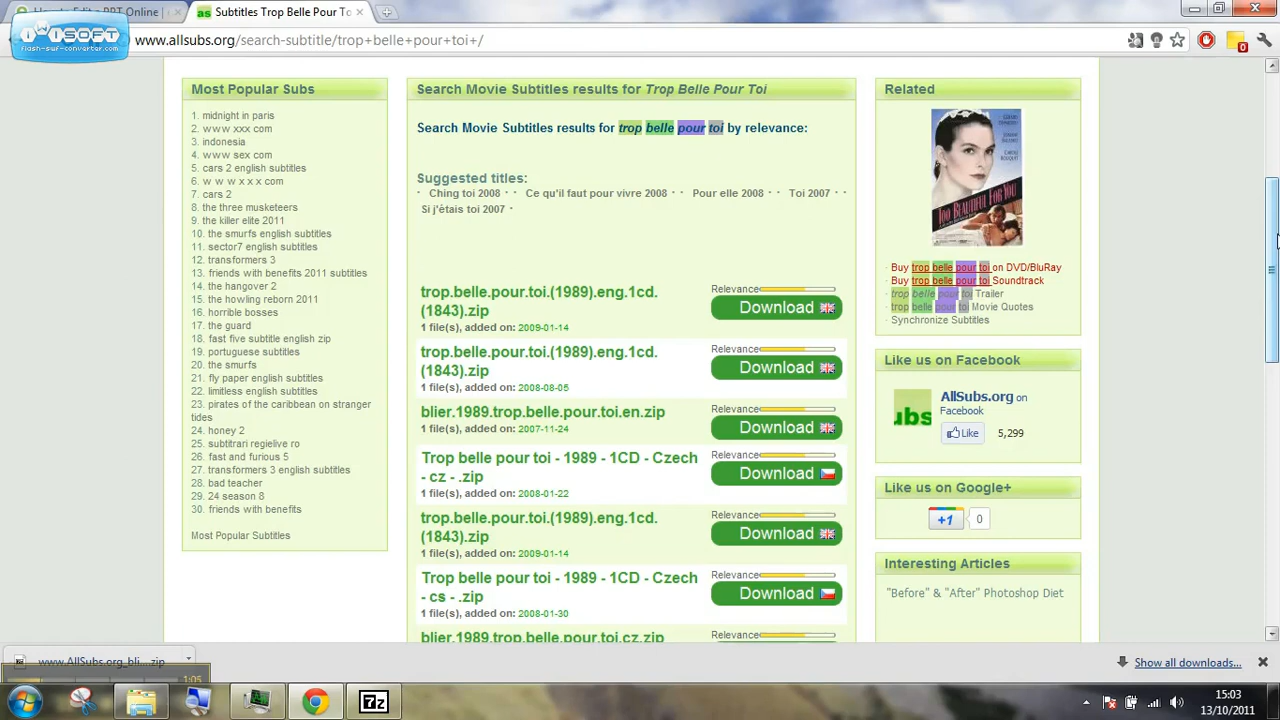 How to Edit a PPT Online |
as Subtitles Trop Belle Pour To
iWiSOFT
flash-swf-converter.com
www.allsubs.org/search-subtitle/trop+belle+pour+toi+/
0
Most Popular Subs
1. midnight in paris
2. www xxx com
3. indonesia
4. www sex com
5. cars 2 english subtitles
6. w w w x x x com
7. cars 2
8. the three musketeers
9. the killer elite 2011
10. the smurfs english subtitles
11. sector7 english subtitles
12. transformers 3
13. friends with benefits 2011 subtitles
14. the hangover 2
15. the howling reborn 2011
16. horrible bosses
17. the guard
18. fast five subtitle english zip
19. portuguese subtitles
20. the smurfs
21. fly paper english subtitles
22. limitless english subtitles
23. pirates of the caribbean on stranger
tides
24. honey 2
25. subtitrari regielive ro
26. fast and furious 5
27. transformers 3 english subtitles
28. bad teacher
29. 24 season 8
30. friends with benefits
Most Popular Subtitles
Search Movie Subtitles results for Trop Belle Pour Toi
Search Movie Subtitles results for trop belle pour toi by relevance:
Suggested titles:
· Ching toi 2008 · · Ce qu'il faut pour vivre 2008 · · Pour elle 2008 · · Toi 2007 · ·
Si j'étais toi 2007 ·
trop.belle.pour.toi.(1989).eng.1cd.
(1843).zip
1 file(s), added on: 2009-01-14
Relevance:
Download
trop.belle.pour.toi.(1989).eng.1cd.
(1843).zip
1 file(s), added on: 2008-08-05
Relevance:
Download
blier.1989.trop.belle.pour.toi.en.zip
1 file(s), added on: 2007-11-24
Relevance:
Download
Trop belle pour toi - 1989 - 1CD - Czech
- cz - .zip
1 file(s), added on: 2008-01-22
Relevance:
Download
trop.belle.pour.toi.(1989).eng.1cd.
(1843).zip
1 file(s), added on: 2009-01-14
Relevance:
Download
Trop belle pour toi - 1989 - 1CD - Czech
- cs - .zip
1 file(s), added on: 2008-01-30
Relevance:
Download
blier.1989.trop.belle.pour.toi.cz.zip
Relevance:
Related
TOO BEAUTIFUL FOR YOU
· Buy trop belle pour toi on DVD/BluRay
· Buy trop belle pour toi Soundtrack
· trop belle pour toi Trailer
· trop belle pour toi Movie Quotes
· Synchronize Subtitles
Like us on Facebook
ubs
AllSubs.org on
Facebook
Like 5,299
Like us on Google+
+1 0
Interesting Articles
"Before" & "After" Photoshop Diet
www.AllSubs.org_bli....zip
1:05
Show all downloads...
7z
15:03
13/10/2011